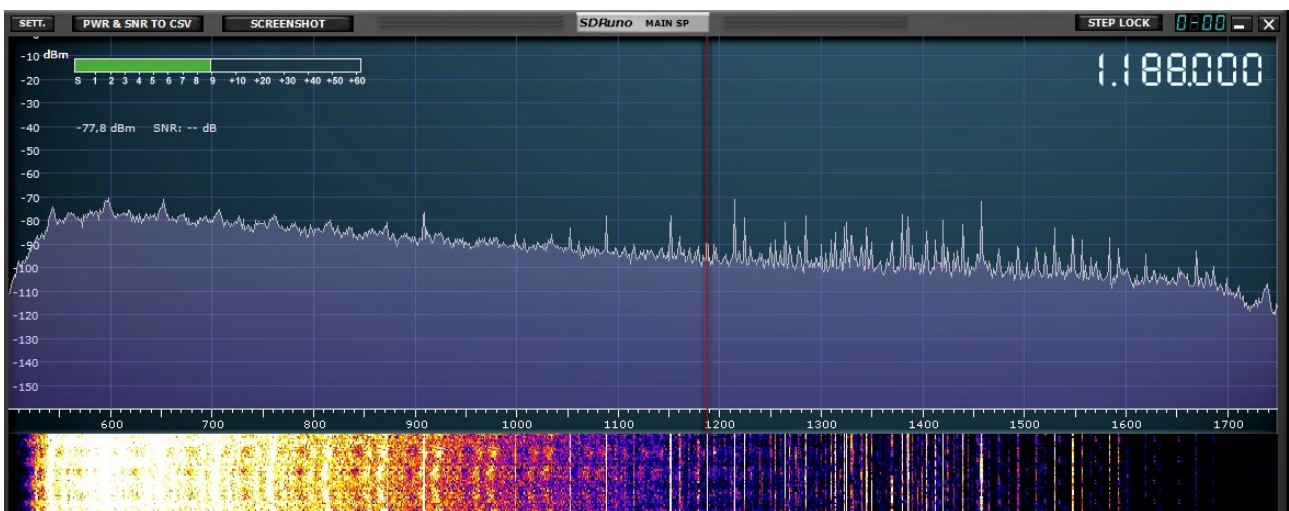 SETT. PWR & SNR TO CSV SCREENSHOT SDRuno MAIN SP STEP LOCK 0-00
-10 dBm
1.188.000
S 1 2 3 4 5 6 7 8 9 +10 +20 +30 +40 +50 +60
-20
-30
-40 -77,8 dBm SNR: -- dB
-50
-60
-70
-80
-90
-100
-110
-120
-130
-140
-150
600 700 800 900 1000 1100 1200 1300 1400 1500 1600 1700